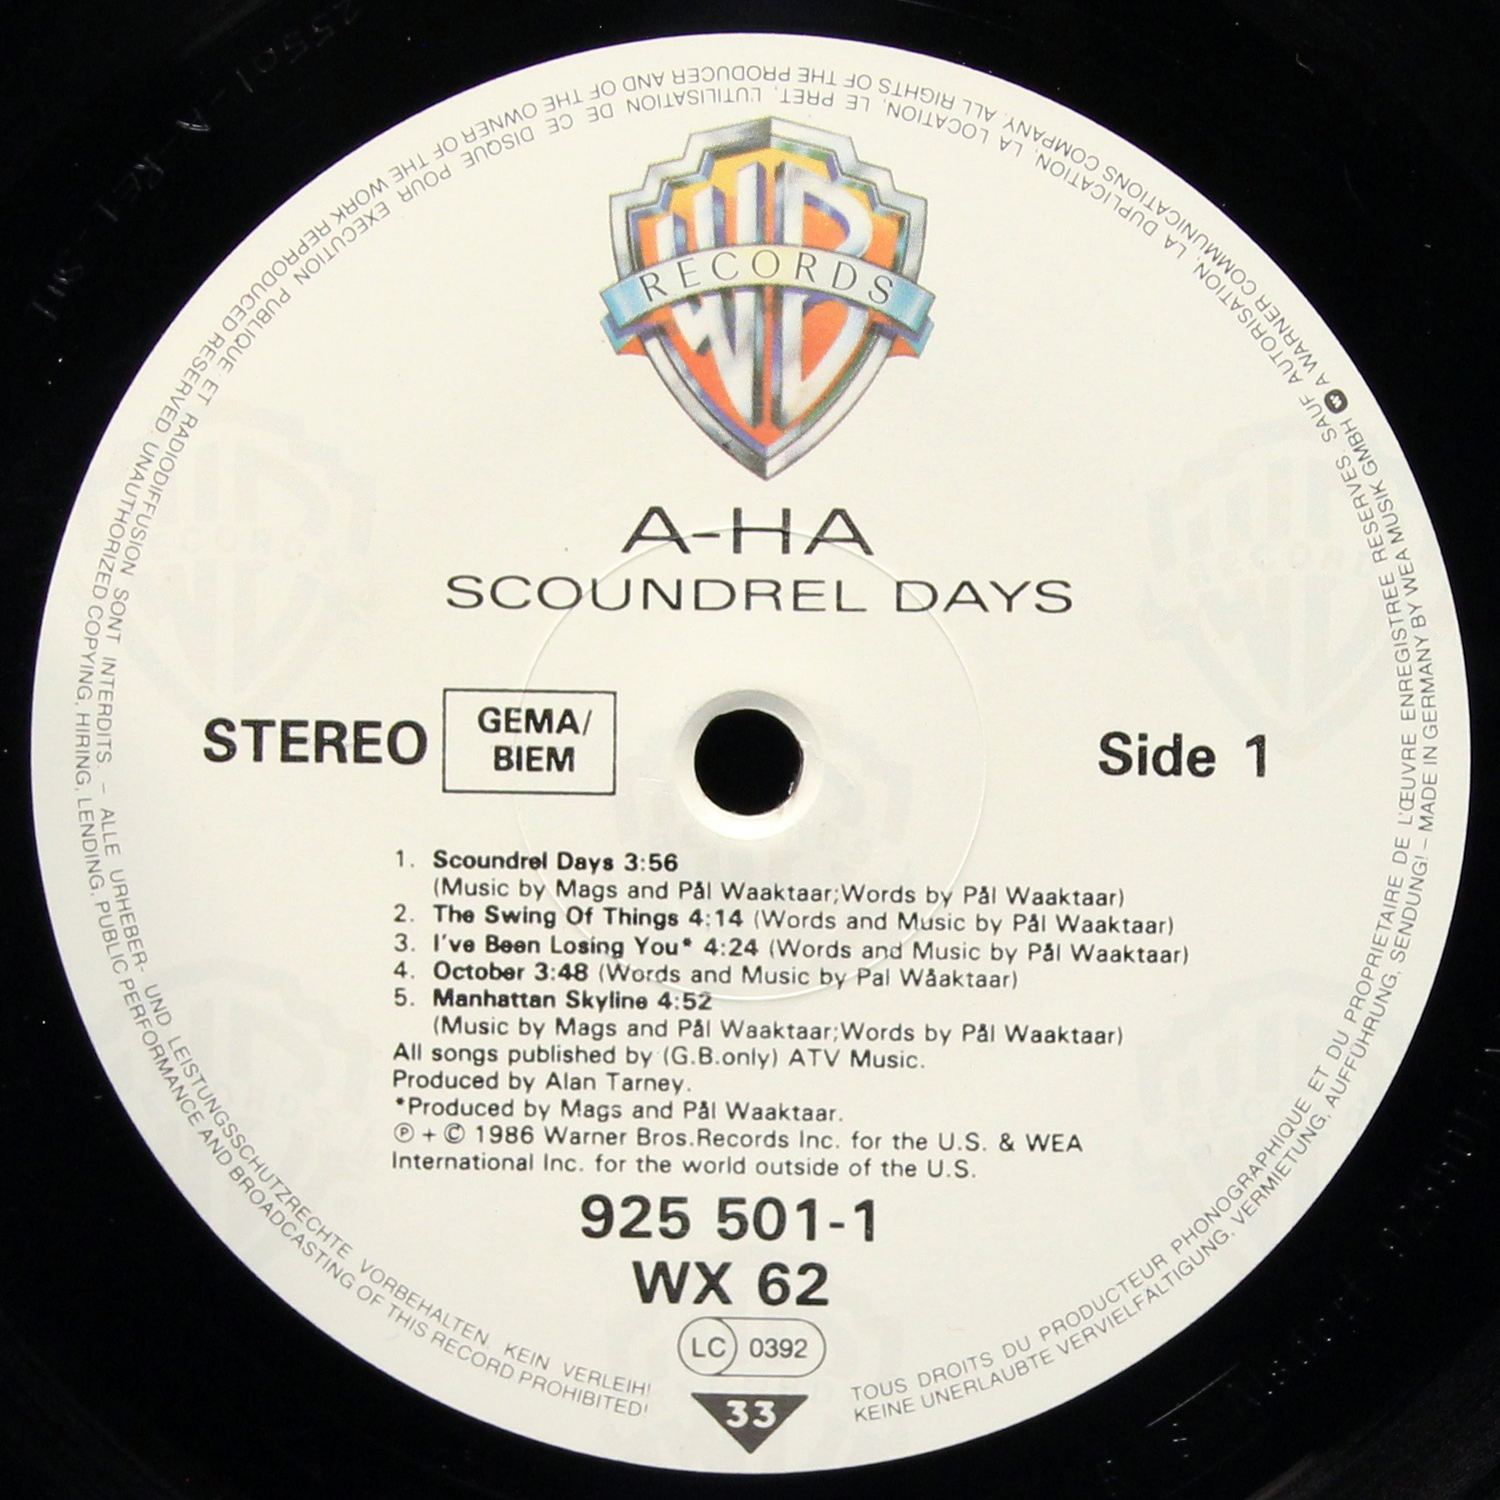 WB
RECORDS
A-HA
SCOUNDREL DAYS
STEREO
GEMA/
BIEM
Side 1
1. Scoundrel Days 3:56
(Music by Mags and Pål Waaktaar;Words by Pål Waaktaar)
2. The Swing Of Things 4:14 (Words and Music by Pål Waaktaar)
3. I've Been Losing You* 4:24 (Words and Music by Pål Waaktaar)
4. October 3:48 (Words and Music by Pal Wåaktaar)
5. Manhattan Skyline 4:52
(Music by Mags and Pål Waaktaar;Words by Pål Waaktaar)
All songs published by (G.B.only) ATV Music.
Produced by Alan Tarney.
*Produced by Mags and Pål Waaktaar.
℗ + © 1986 Warner Bros.Records Inc. for the U.S. & WEA
International Inc. for the world outside of the U.S.
925 501-1
WX 62
LC 0392
33
TOUS DROITS DU PRODUCTEUR PHONOGRAPHIQUE ET DU PROPRIETAIRE DE L'ŒUVRE ENREGISTREE RESERVES. SAUF AUTORISATION, LA DUPLICATION, LA LOCATION, LE PRET, L'UTILISATION DE CE DISQUE POUR EXECUTION PUBLIQUE ET RADIODIFFUSION SONT INTERDITS. – ALLE URHEBER- UND LEISTUNGSSCHUTZRECHTE VORBEHALTEN. KEIN VERLEIH!
KEINE UNERLAUBTE VERVIELFÄLTIGUNG, VERMIETUNG, AUFFÜHRUNG, SENDUNG! – MADE IN GERMANY BY WEA MUSIK GMBH A WARNER COMMUNICATIONS COMPANY. ALL RIGHTS OF THE PRODUCER AND OF THE OWNER OF THE WORK REPRODUCED RESERVED. UNAUTHORIZED COPYING, HIRING, LENDING, PUBLIC PERFORMANCE AND BROADCASTING OF THIS RECORD PROHIBITED!